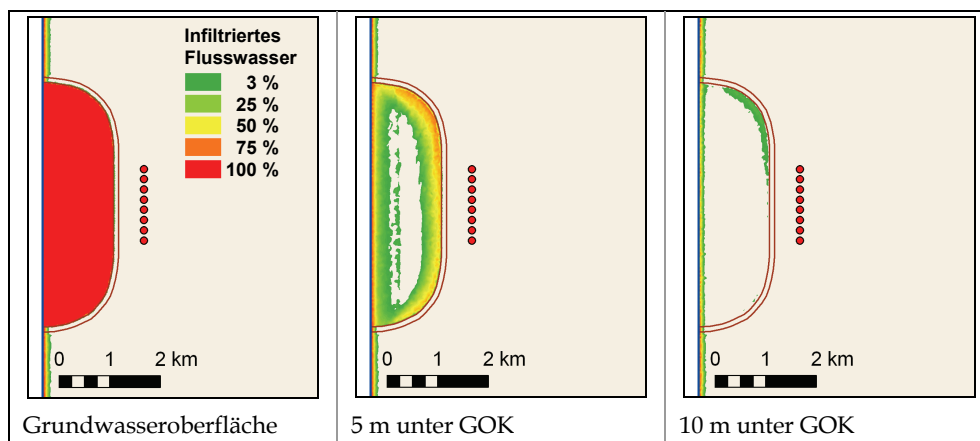 Infiltriertes
Flusswasser
3 %
25 %
50 %
75 %
100 %
0 1 2 km
0 1 2 km
0 1 2 km
Grundwasseroberfläche
5 m unter GOK
10 m unter GOK